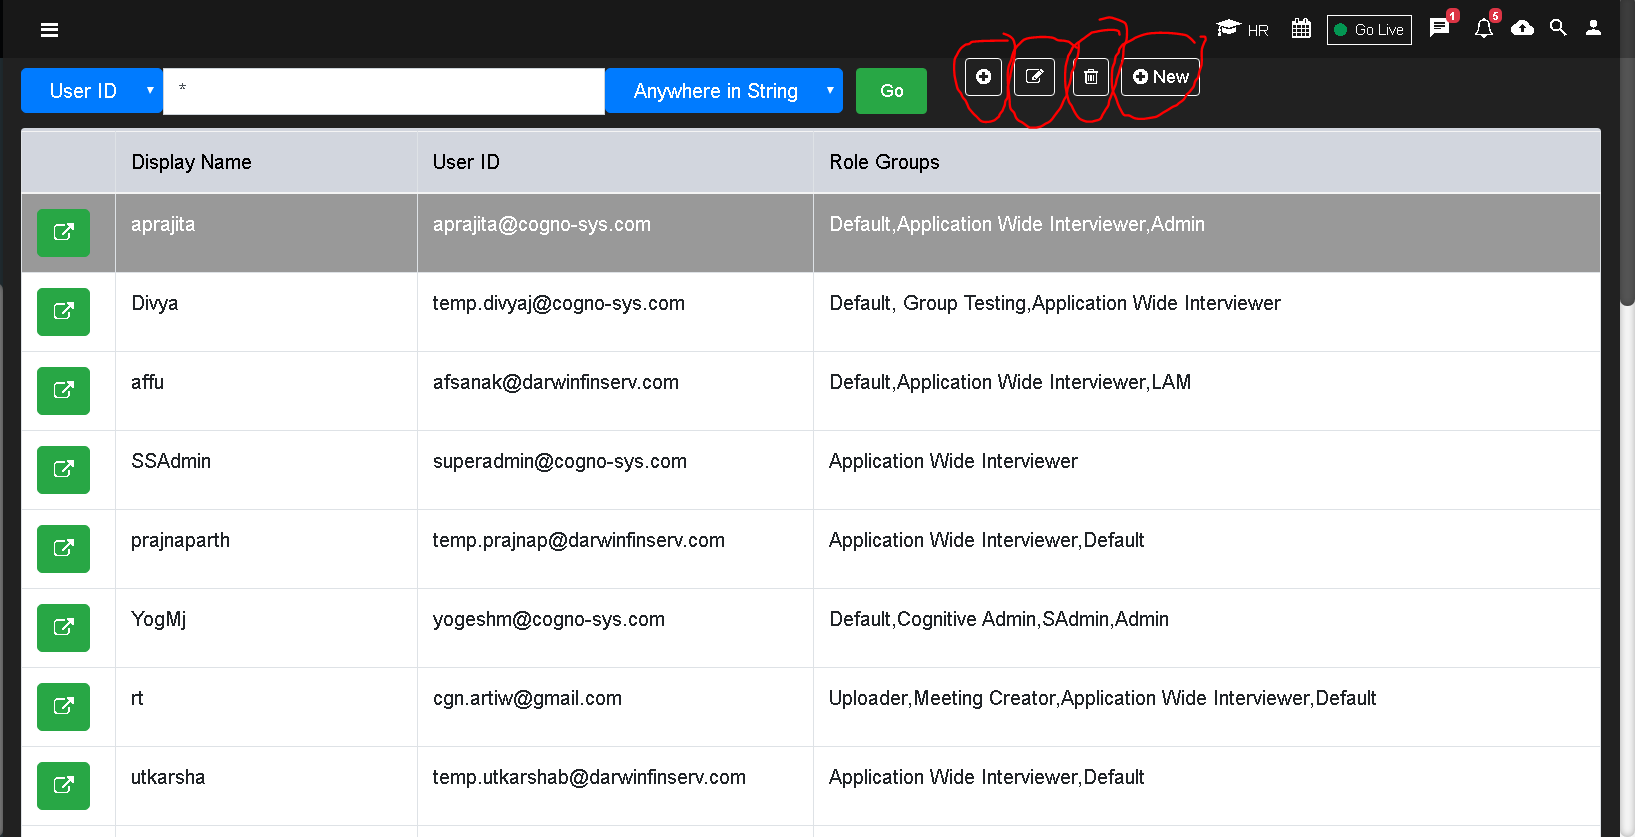 HR Go Live 1 5
User ID * Anywhere in String Go New
Display Name User ID Role Groups
aprajita aprajita@cogno-sys.com Default,Application Wide Interviewer,Admin
Divya temp.divyaj@cogno-sys.com Default, Group Testing,Application Wide Interviewer
affu afsanak@darwinfinserv.com Default,Application Wide Interviewer,LAM
SSAdmin superadmin@cogno-sys.com Application Wide Interviewer
prajnaparth temp.prajnap@darwinfinserv.com Application Wide Interviewer,Default
YogMj yogeshm@cogno-sys.com Default,Cognitive Admin,SAdmin,Admin
rt cgn.artiw@gmail.com Uploader,Meeting Creator,Application Wide Interviewer,Default
utkarsha temp.utkarshab@darwinfinserv.com Application Wide Interviewer,Default